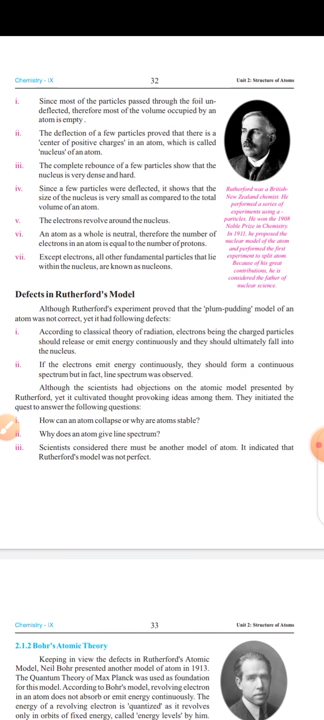 Chemistry - IX 32 Unit 2: Structure of Atoms
i. Since most of the particles passed through the foil un-
deflected, therefore most of the volume occupied by an
atom is empty .
ii. The deflection of a few particles proved that there is a
'center of positive charges' in an atom, which is called
'nucleus' of an atom.
iii. The complete rebounce of a few particles show that the
nucleus is very dense and hard.
iv. Since a few particles were deflected, it shows that the
size of the nucleus is very small as compared to the total
volume of an atom.
v. The electrons revolve around the nucleus.
vi. An atom as a whole is neutral, therefore the number of
electrons in an atom is equal to the number of protons.
vii. Except electrons, all other fundamental particles that lie
within the nucleus, are known as nucleons.
Rutherford was a British-
New Zealand chemist. He
performed a series of
experiments using α -
particles. He won the 1908
Noble Prize in Chemistry.
In 1911, he proposed the
nuclear model of the atom
and performed the first
experiment to split atom.
Because of his great
contributions, he is
considered the father of
nuclear science.
Defects in Rutherford's Model
Although Rutherford's experiment proved that the 'plum-pudding' model of an
atom was not correct, yet it had following defects:
i. According to classical theory of radiation, electrons being the charged particles
should release or emit energy continuously and they should ultimately fall into
the nucleus.
ii. If the electrons emit energy continuously, they should form a continuous
spectrum but in fact, line spectrum was observed.
Although the scientists had objections on the atomic model presented by
Rutherford, yet it cultivated thought provoking ideas among them. They initiated the
quest to answer the following questions:
i. How can an atom collapse or why are atoms stable?
ii. Why does an atom give line spectrum?
iii. Scientists considered there must be another model of atom. It indicated that
Rutherford's model was not perfect.
Chemistry - IX 33 Unit 2: Structure of Atoms
2.1.2 Bohr's Atomic Theory
Keeping in view the defects in Rutherford's Atomic
Model, Neil Bohr presented another model of atom in 1913.
The Quantum Theory of Max Planck was used as foundation
for this model. According to Bohr's model, revolving electron
in an atom does not absorb or emit energy continuously. The
energy of a revolving electron is 'quantized' as it revolves
only in orbits of fixed energy, called 'energy levels' by him.